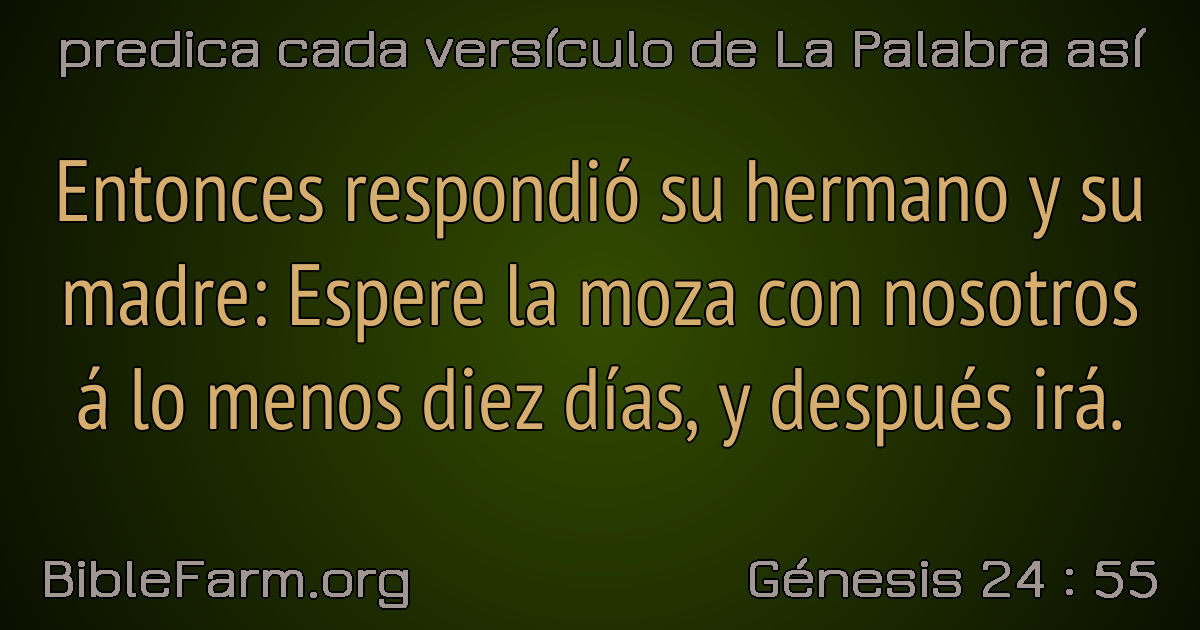 predica cada versículo de La Palabra así
Entonces respondió su hermano y su
madre: Espere la moza con nosotros
á lo menos diez días, y después irá.
BibleFarm.org
Génesis 24 : 55